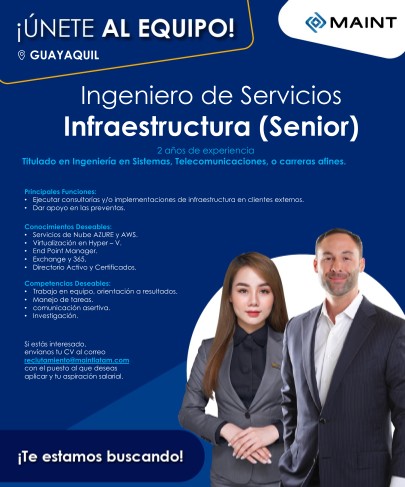 ¡ÚNETE AL EQUIPO!
GUAYAQUIL
MAINT
Ingeniero de Servicios
Infraestructura (Senior)
2 años de experiencia
Titulado en Ingeniería en Sistemas, Telecomunicaciones, o carreras afines.
Principales Funciones:
• Ejecutar consultorías y/o implementaciones de infraestructura en clientes externos.
• Dar apoyo en las preventas.
Conocimientos Deseables:
• Servicios de Nube AZURE y AWS.
• Virtualización en Hyper – V.
• End Point Manager.
• Exchange y 365.
• Directorio Activo y Certificados.
Competencias Deseables:
• Trabajo en equipo, orientación a resultados.
• Manejo de tareas.
• comunicación asertiva.
• Investigación.
Si estás interesado,
envíanos tu CV al correo
reclutamiento@maintlatam.com
con el puesto al que deseas
aplicar y tu aspiración salarial.
¡Te estamos buscando!